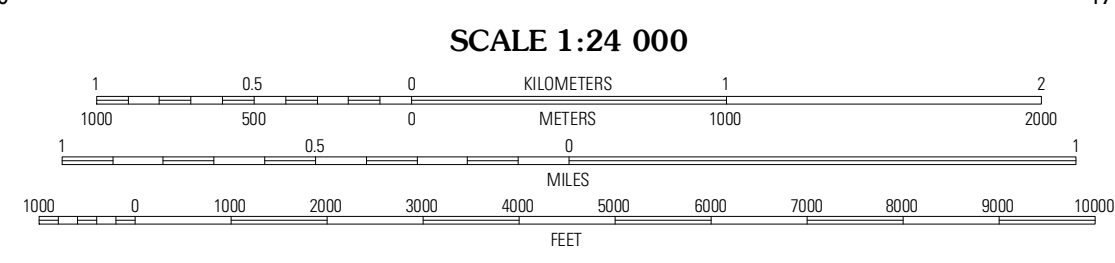 SCALE 1:24 000
1 0.5 0 KILOMETERS 1 2
1000 500 0 METERS 1000 2000
1 0.5 0 1
MILES
1000 0 1000 2000 3000 4000 5000 6000 7000 8000 9000 10000
FEET